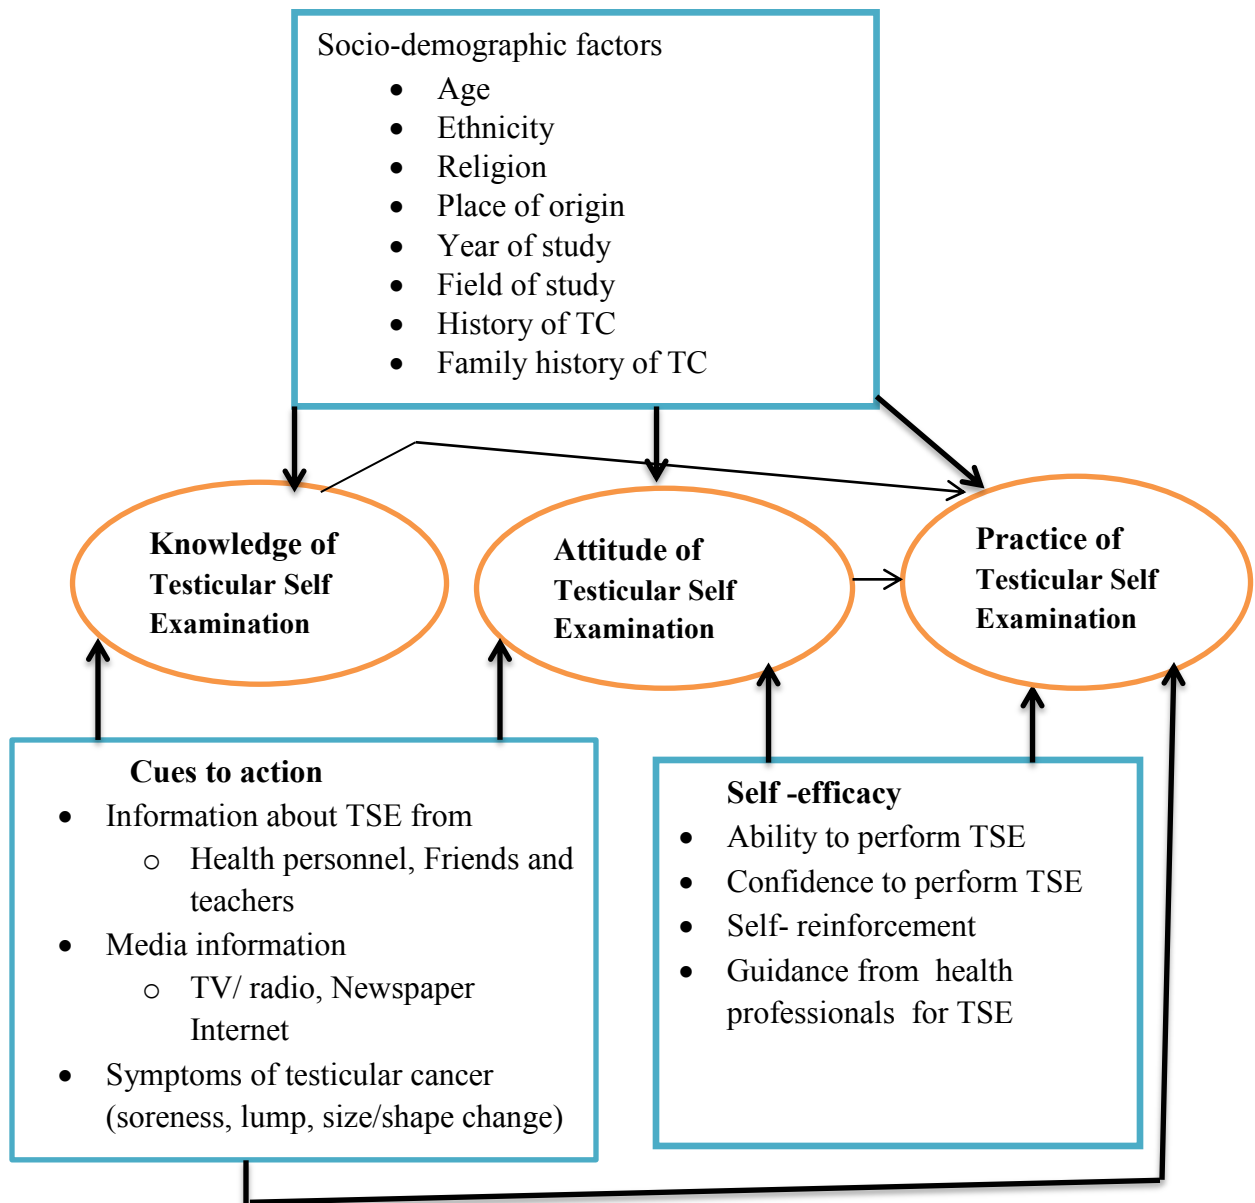 Socio-demographic factors
• Age
• Ethnicity
• Religion
• Place of origin
• Year of study
• Field of study
• History of TC
• Family history of TC
Knowledge of
Testicular Self
Examination
Attitude of
Testicular Self
Examination
Practice of
Testicular Self
Examination
Cues to action
• Information about TSE from
o Health personnel, Friends and
teachers
• Media information
o TV/ radio, Newspaper
Internet
• Symptoms of testicular cancer
(soreness, lump, size/shape change)
Self -efficacy
• Ability to perform TSE
• Confidence to perform TSE
• Self- reinforcement
• Guidance from health
professionals for TSE